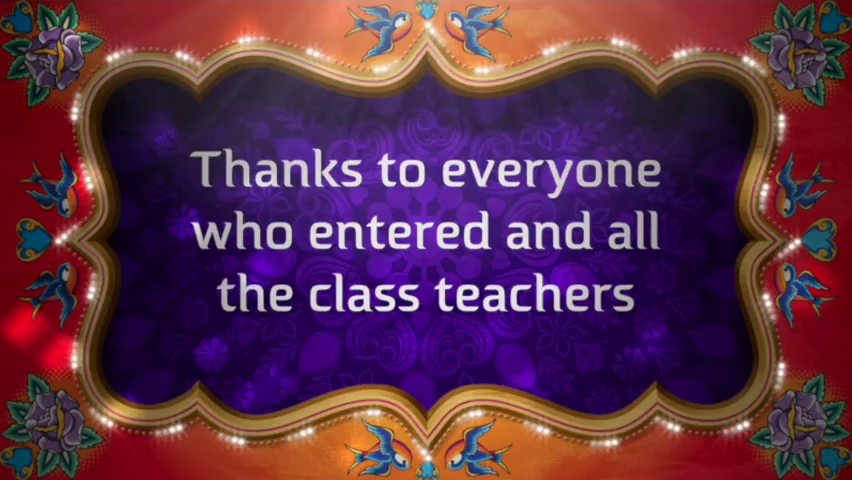 Thanks to everyone
who entered and all
the class teachers